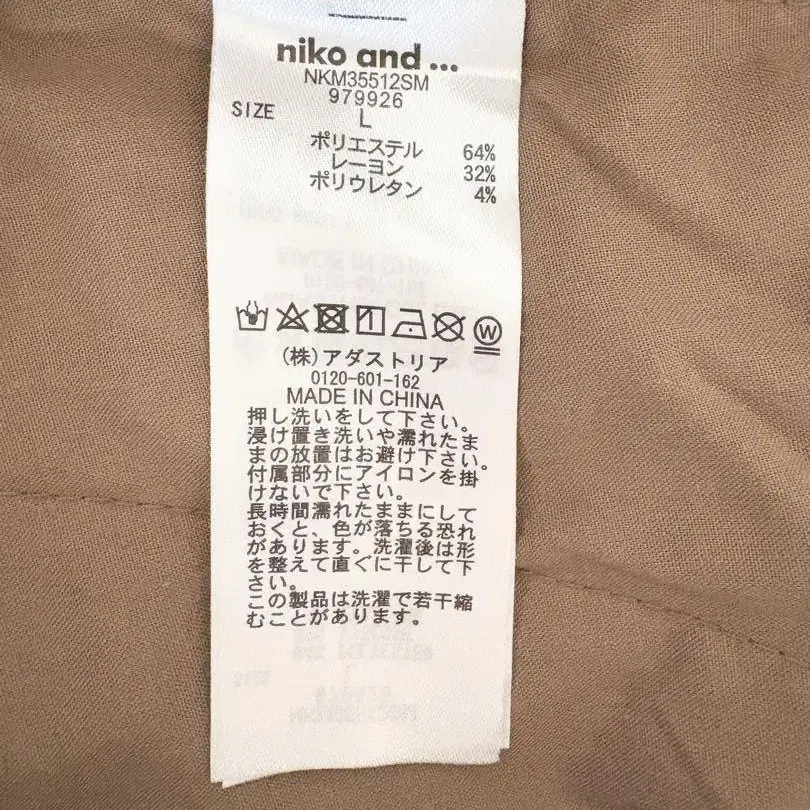 niko and ...
NKM35512SM
979926
SIZE L
ポリエステル 64%
レーヨン 32%
ポリウレタン 4%
W
(株)アダストリア
0120-601-162
MADE IN CHINA
押し洗いをして下さい。
浸け置き洗いや濡れたま
まの放置はお避け下さい。
付属部分にアイロンを掛
けないで下さい。
長時間濡れたままにして
おくと、色が落ちる恐れ
があります。洗濯後は形
を整えて直ぐに干して下
さい。
この製品は洗濯で若干縮
むことがあります。